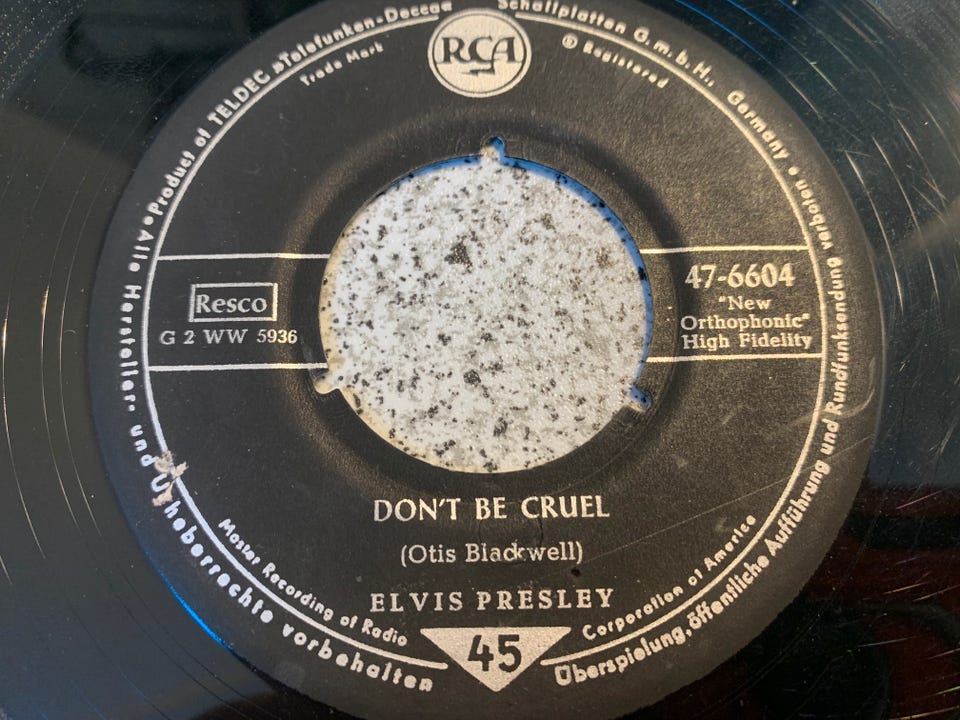 Product of TELDEC »Telefunken-Decca« Schallplatten G.m.b.H., Germany • Alle Hersteller- und Urheberrechte vorbehalten
Überspielung, öffentliche Aufführung und Rundfunksendung verboten
RCA
Trade Mark
® Registered
Resco
G 2 WW 5936
47-6604
"New
Orthophonic"
High Fidelity
DON'T BE CRUEL
(Otis Blackwell)
ELVIS PRESLEY
Master Recording of Radio
Corporation of America
45